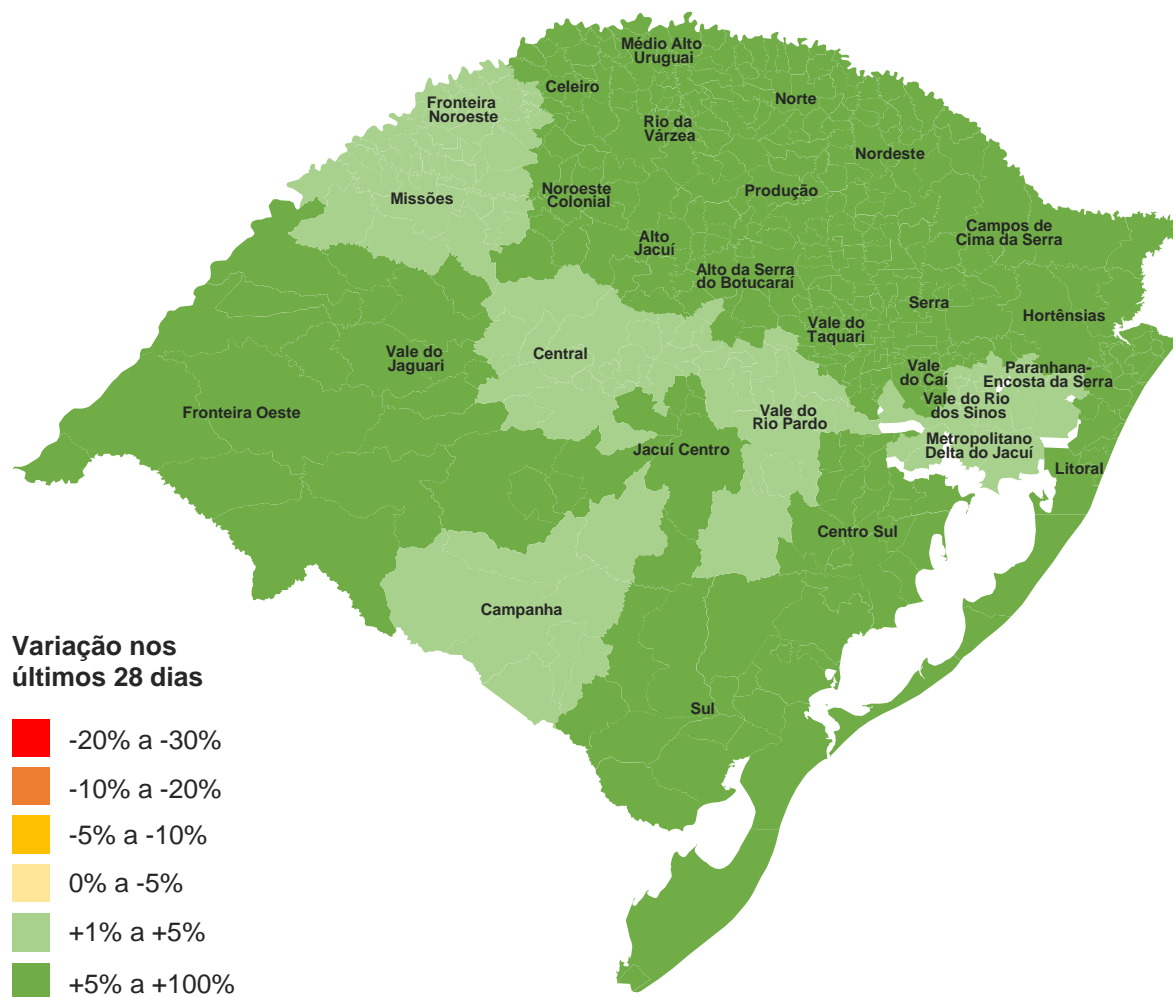 Médio Alto
Uruguai
Celeiro
Norte
Fronteira
Noroeste
Rio da
Várzea
Nordeste
Noroeste
Colonial
Produção
Missões
Campos de
Cima da Serra
Alto
Jacuí
Alto da Serra
do Botucaraí
Serra
Hortênsias
Vale do
Taquari
Vale do
Jaguari
Central
Vale
do Caí
Paranhana-
Encosta da Serra
Fronteira Oeste
Vale do
Rio Pardo
Vale do Rio
dos Sinos
Jacuí Centro
Metropolitano
Delta do Jacuí
Litoral
Centro Sul
Campanha
Sul
Variação nos
últimos 28 dias
-20% a -30%
-10% a -20%
-5% a -10%
0% a -5%
+1% a +5%
+5% a +100%